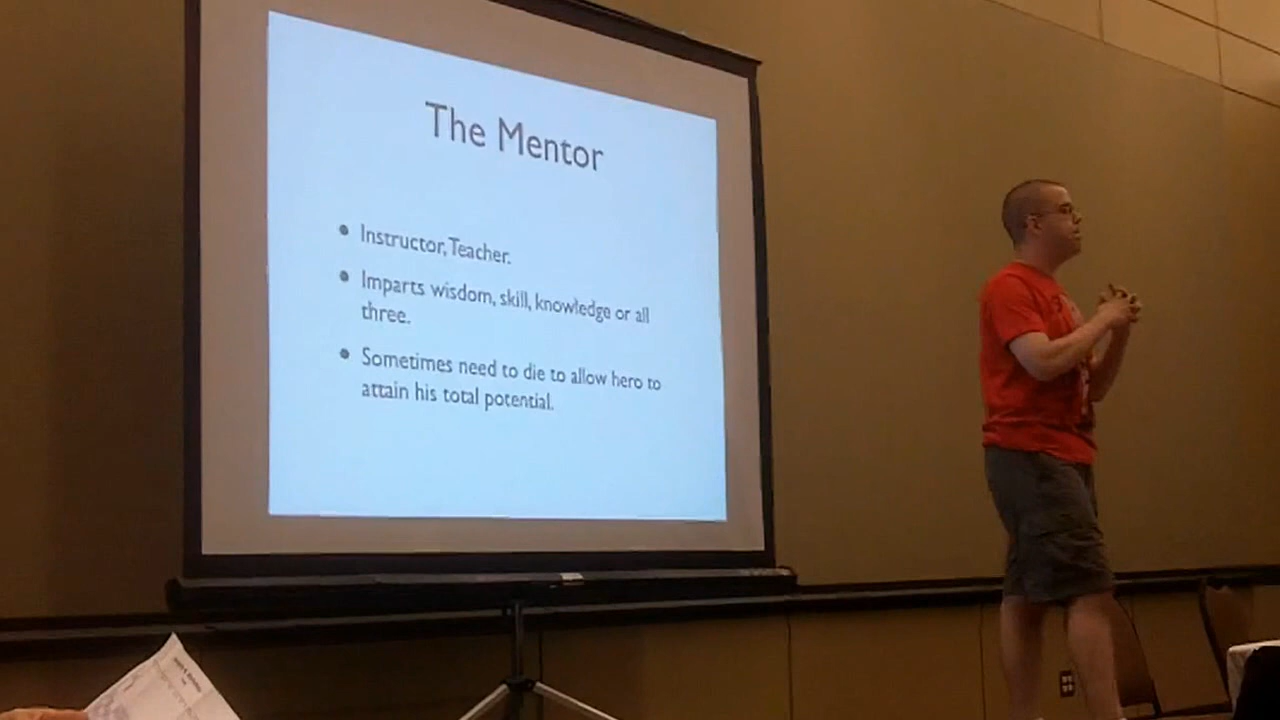 The Mentor
• Instructor, Teacher.
• Imparts wisdom, skill, knowledge or all
three.
• Sometimes need to die to allow hero to
attain his total potential.